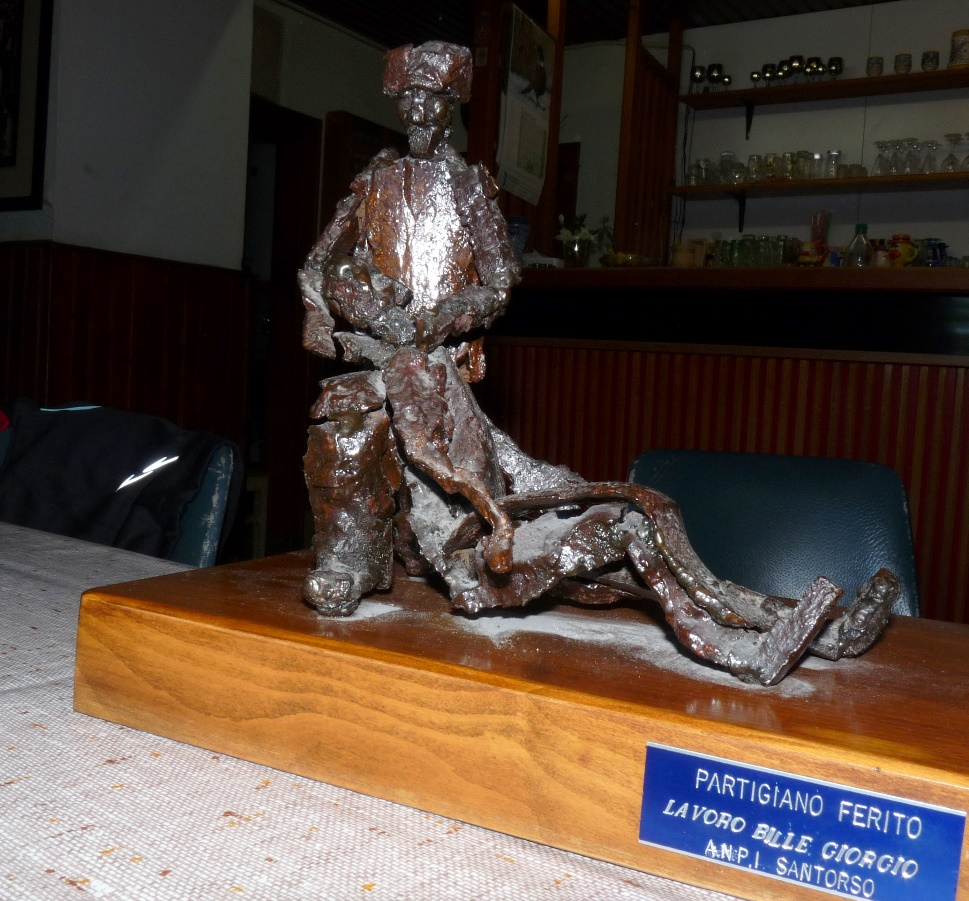 PARTIGIANO FERITO
LAVORO BILLE GIORGIO
A.N.P.I. SANTORSO